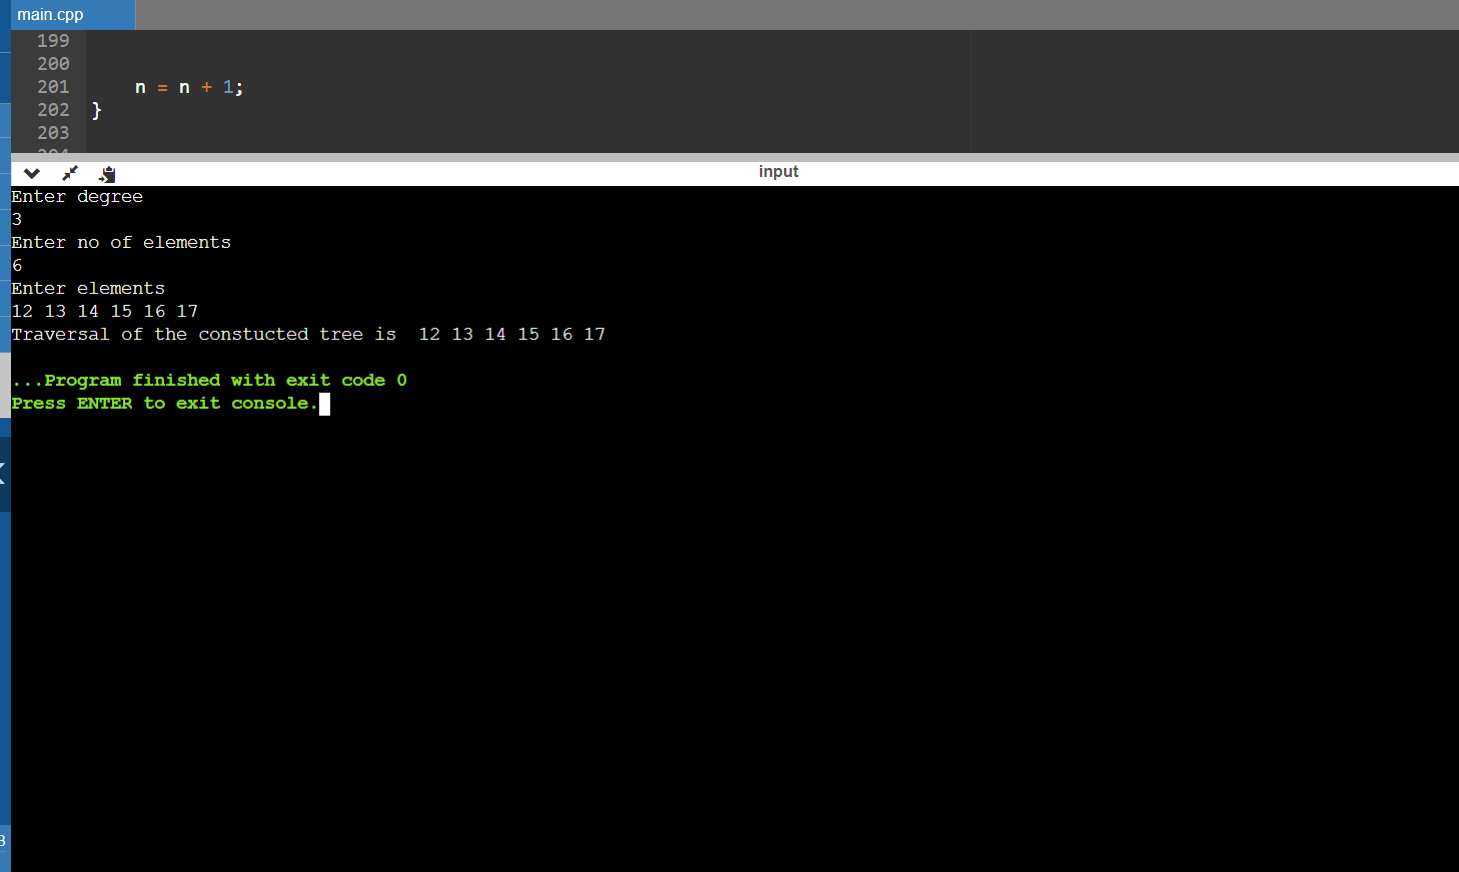 main.cpp
199
200
201 n = n + 1;
202 }
203
input
Enter degree
3
Enter no of elements
6
Enter elements
12 13 14 15 16 17
Traversal of the constucted tree is  12 13 14 15 16 17
...Program finished with exit code 0
Press ENTER to exit console.